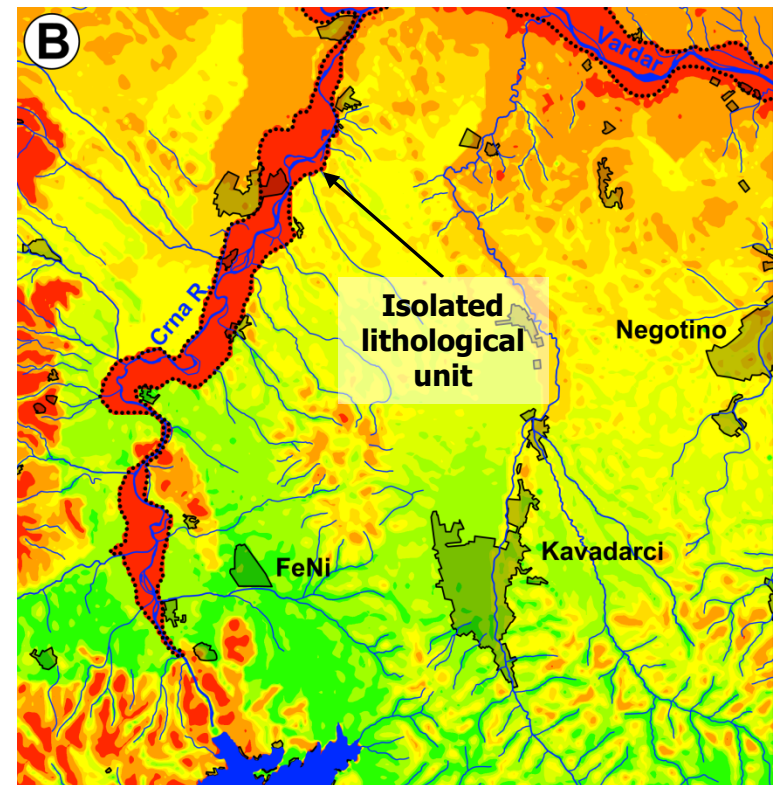 B
Vardar
Crna R.
Isolated
lithological
unit
Negotino
Kavadarci
FeNi